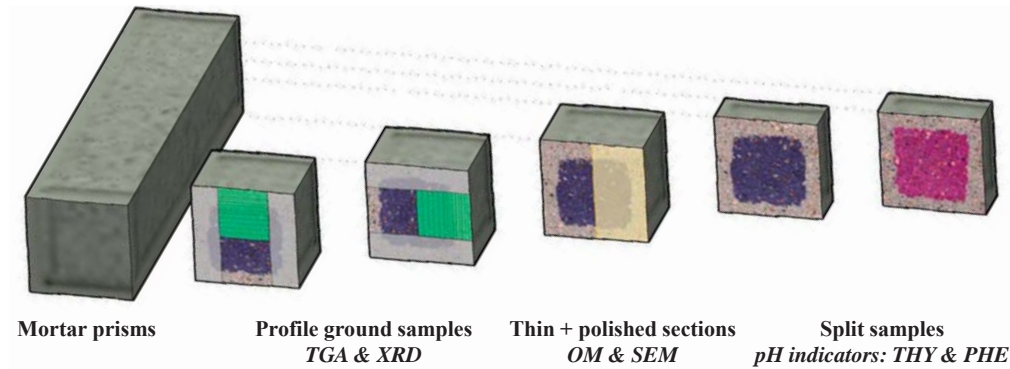 Mortar prisms
Profile ground samples
TGA & XRD
Thin + polished sections
OM & SEM
Split samples
pH indicators: THY & PHE